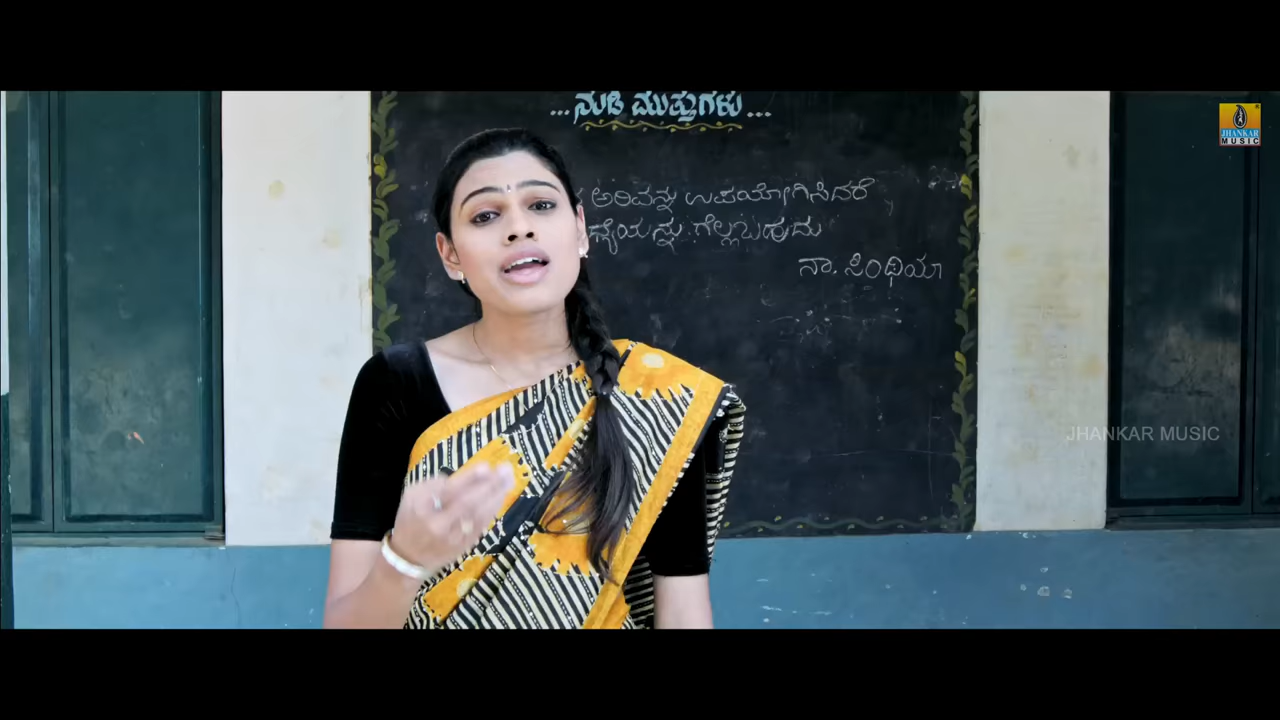 ...ನುಡಿ ಮುತ್ತುಗಳು...
JHANKAR
MUSIC
ಅರಿವನ್ನು ಉಪಯೋಗಿಸಿದರೆ
ಗೆಲ್ಲಬಹುದು
ನಾ. ಸಿಂಧಿಯಾ
JHANKAR MUSIC